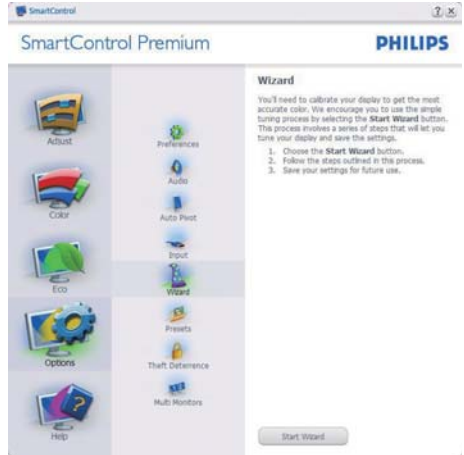 SmartControl
SmartControl Premium
PHILIPS
Adjust
Color
Eco
Options
Help
Preferences
Audio
Auto Pivot
Input
Wizard
Presets
Theft Deterrence
Multi Monitors
Wizard
You'll need to calibrate your display to get the most
accurate color. We encourage you to use the simple
tuning process by selecting the Start Wizard button.
This process involves a series of steps that will let you
tune your display and save the settings.
1. Choose the Start Wizard button.
2. Follow the steps outlined in this process.
3. Save your settings for future use.
Start Wizard